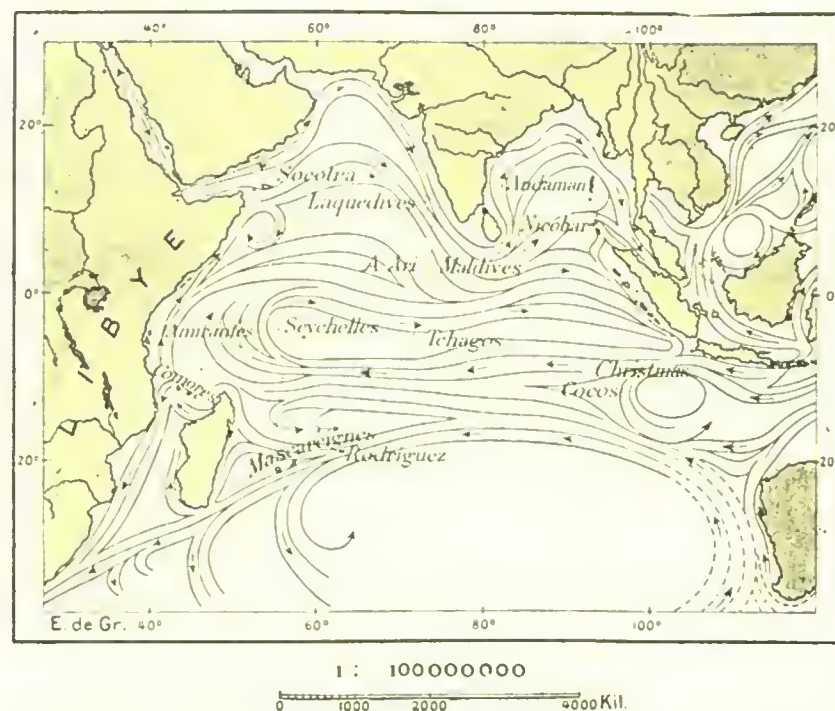 40° 60° 80° 100°
20° 20°
Socotra
Laquedives
Andaman
Nicobar
A-Ari Maldives
0° 0°
LIBYE
Amirantes Seychelles Tchagos
Comores
Christmas
Cocos
Mascareignes
Rodriguez
20° 20°
E. de Gr. 40° 60° 80° 100°
1 : 100000000
0 1000 2000 4000 Kil.